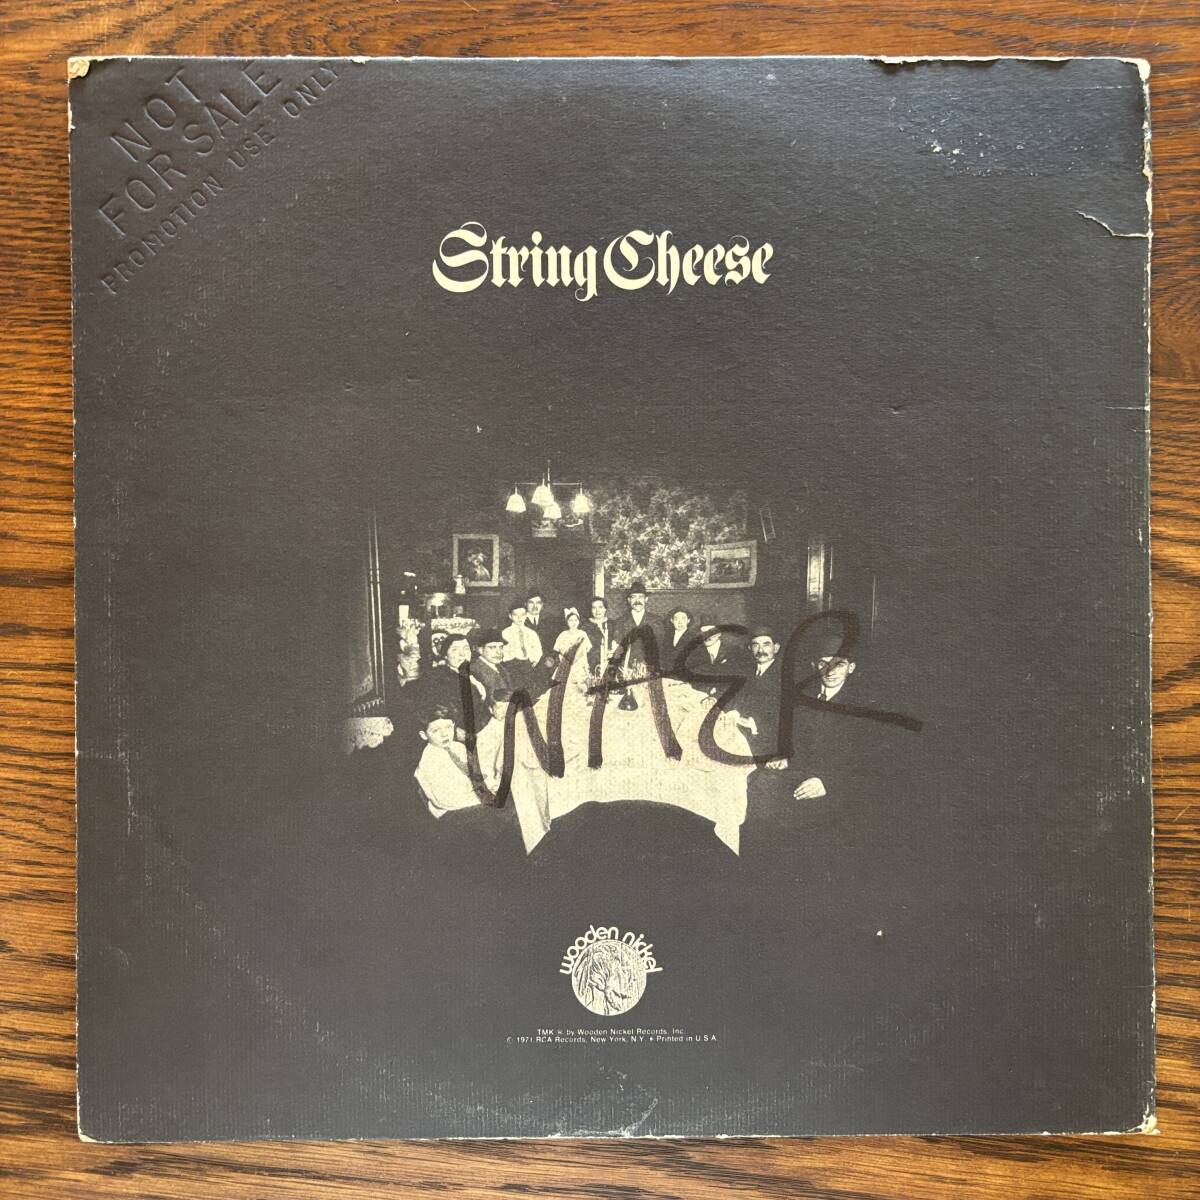 NOT
FOR SALE
PROMOTION USE ONLY
String Cheese
WAER
wooden nickel
TMK ® by Wooden Nickel Records, Inc.
© 1971, RCA Records, New York, N.Y. • Printed in U.S.A.